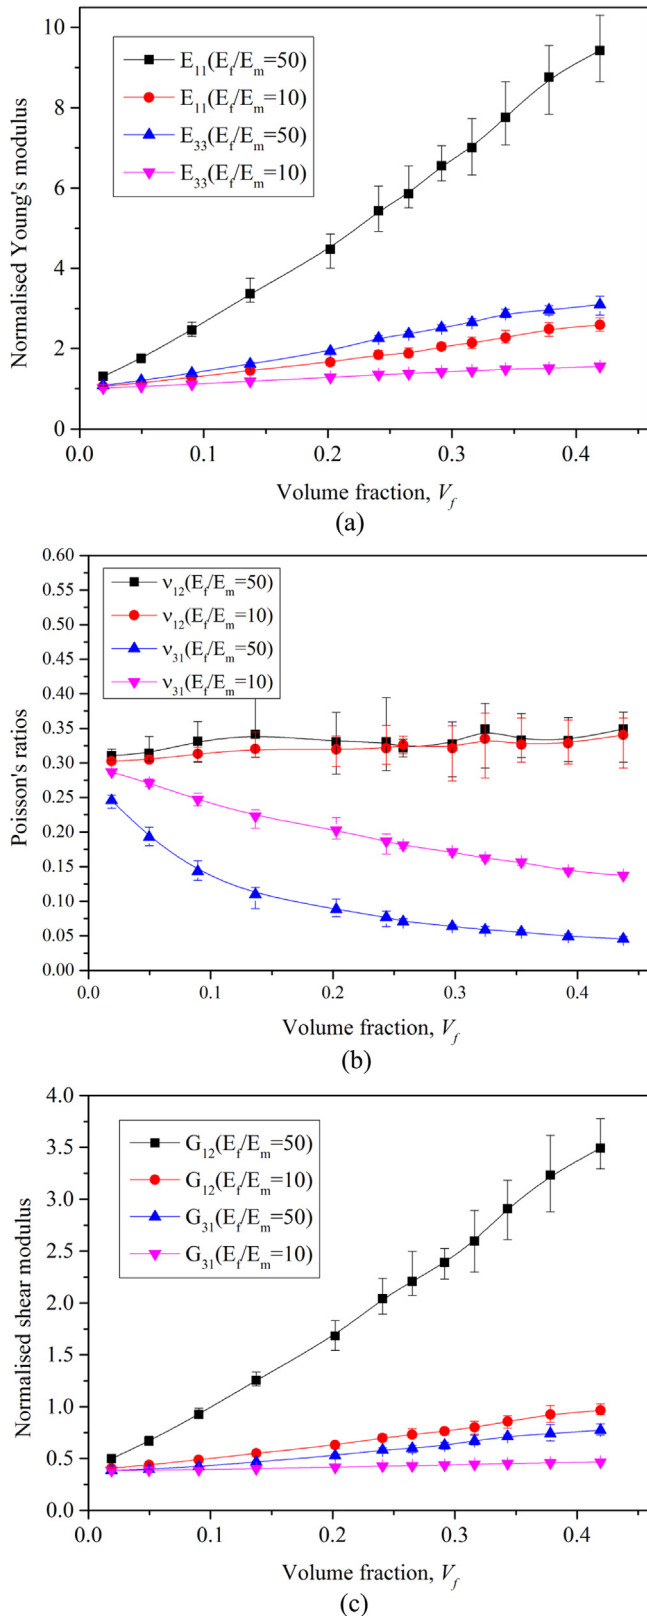 10
8
6
4
2
0
Normalised Young's modulus
E11(Ef/Em=50)
E11(Ef/Em=10)
E33(Ef/Em=50)
E33(Ef/Em=10)
0.0 0.1 0.2 0.3 0.4
Volume fraction, Vf
(a)
0.60
0.55
0.50
0.45
0.40
0.35
0.30
0.25
0.20
0.15
0.10
0.05
0.00
Poisson's ratios
ν12(Ef/Em=50)
ν12(Ef/Em=10)
ν31(Ef/Em=50)
ν31(Ef/Em=10)
0.0 0.1 0.2 0.3 0.4
Volume fraction, Vf
(b)
4.0
3.5
3.0
2.5
2.0
1.5
1.0
0.5
0.0
Normalised shear modulus
G12(Ef/Em=50)
G12(Ef/Em=10)
G31(Ef/Em=50)
G31(Ef/Em=10)
0.0 0.1 0.2 0.3 0.4
Volume fraction, Vf
(c)